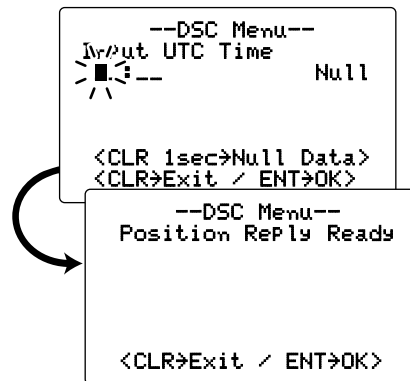 --DSC Menu--
Input UTC Time
█_:__ Null
<CLR 1sec→Null Data>
<CLR→Exit / ENT→OK>
--DSC Menu--
Position Reply Ready
<CLR→Exit / ENT→OK>